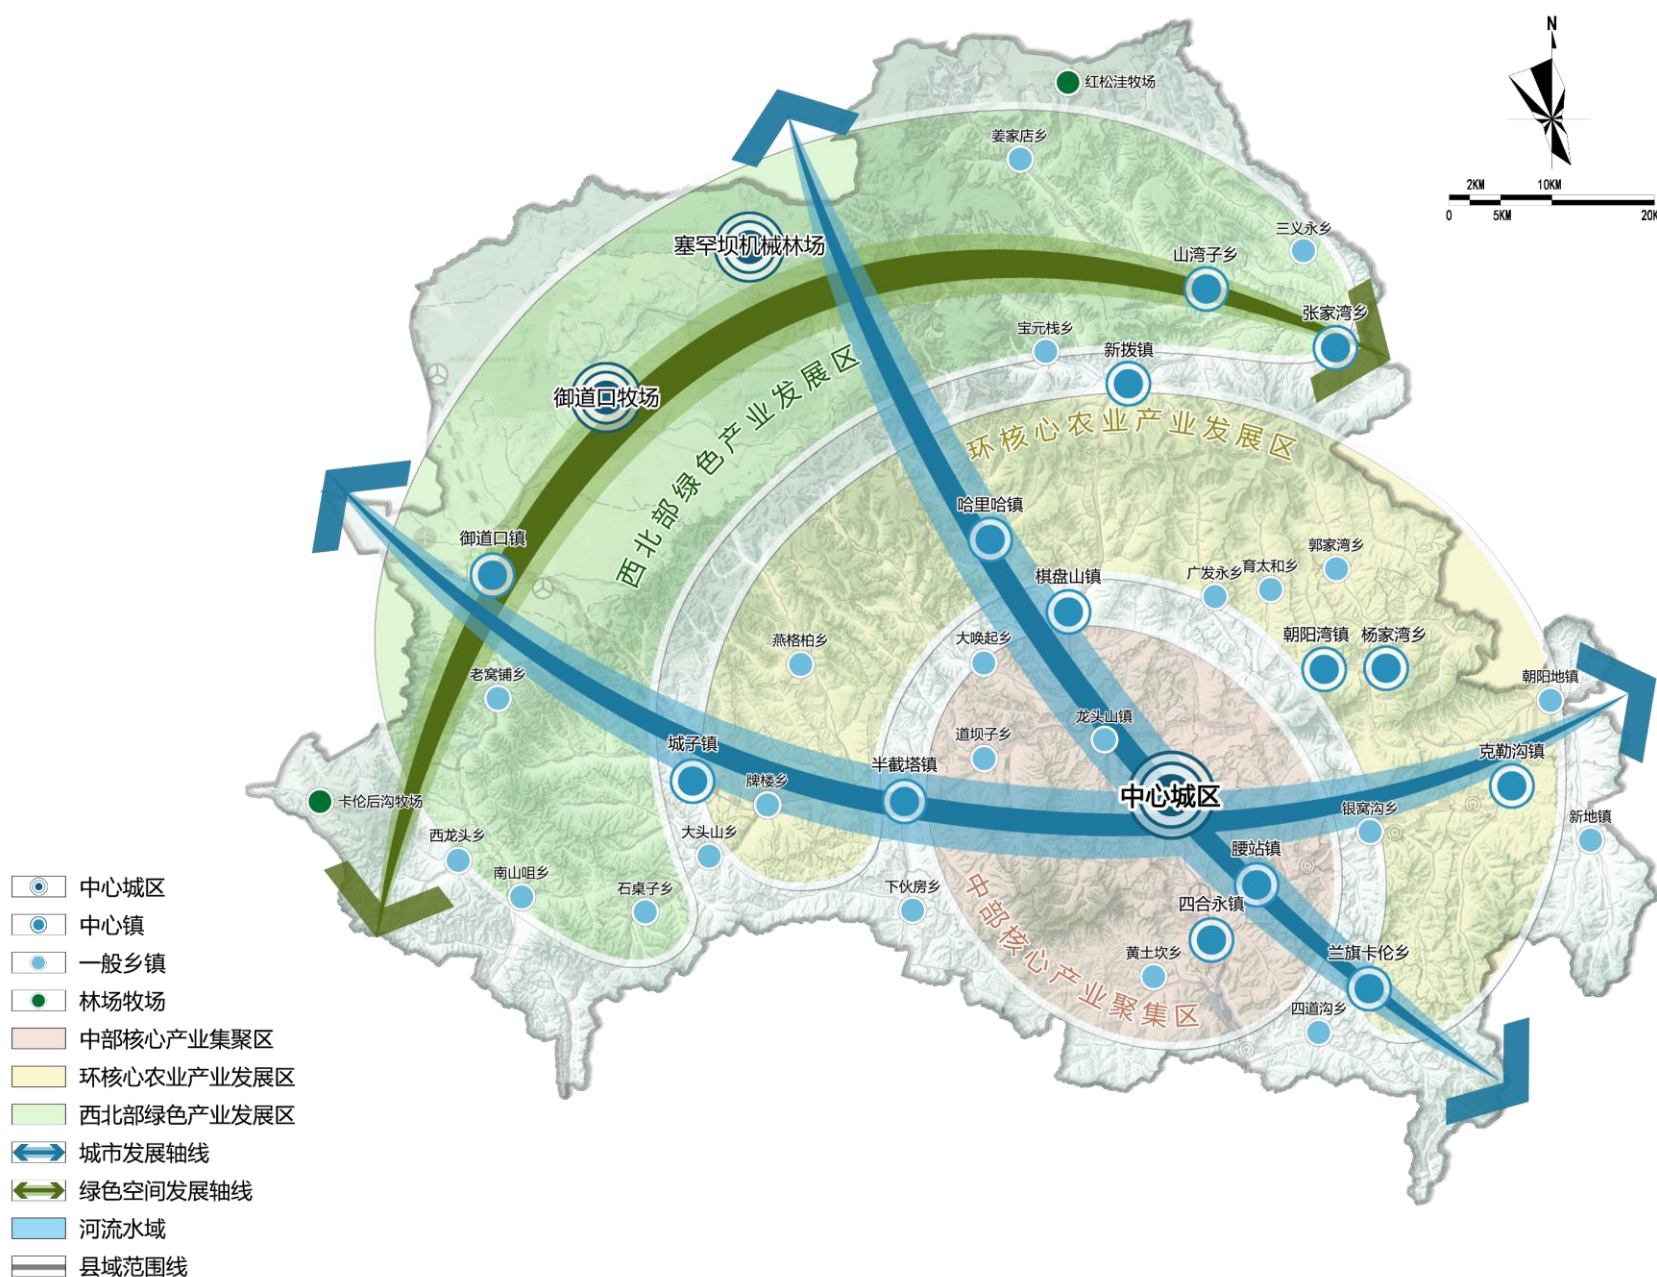 N
2KM 10KM
0 5KM 20K
红松洼牧场
姜家店乡
三义永乡
塞罕坝机械林场
山湾子乡
张家湾乡
宝元栈乡
新拨镇
御道口牧场
西北部绿色产业发展区
环核心农业产业发展区
哈里哈镇
御道口镇
棋盘山镇
广发永乡
育太和乡
郭家湾乡
燕格柏乡
大唤起乡
朝阳湾镇
杨家湾乡
老窝铺乡
朝阳地镇
龙头山镇
道坝子乡
城子镇
牌楼乡
半截塔镇
中心城区
克勒沟镇
卡伦后沟牧场
银窝沟乡
新地镇
西龙头乡
大头山乡
腰站镇
南山咀乡
石桌子乡
下伙房乡
四合永镇
中部核心产业聚集区
黄土坎乡
兰旗卡伦乡
四道沟乡
中心城区
中心镇
一般乡镇
林场牧场
中部核心产业集聚区
环核心农业产业发展区
西北部绿色产业发展区
城市发展轴线
绿色空间发展轴线
河流水域
县域范围线